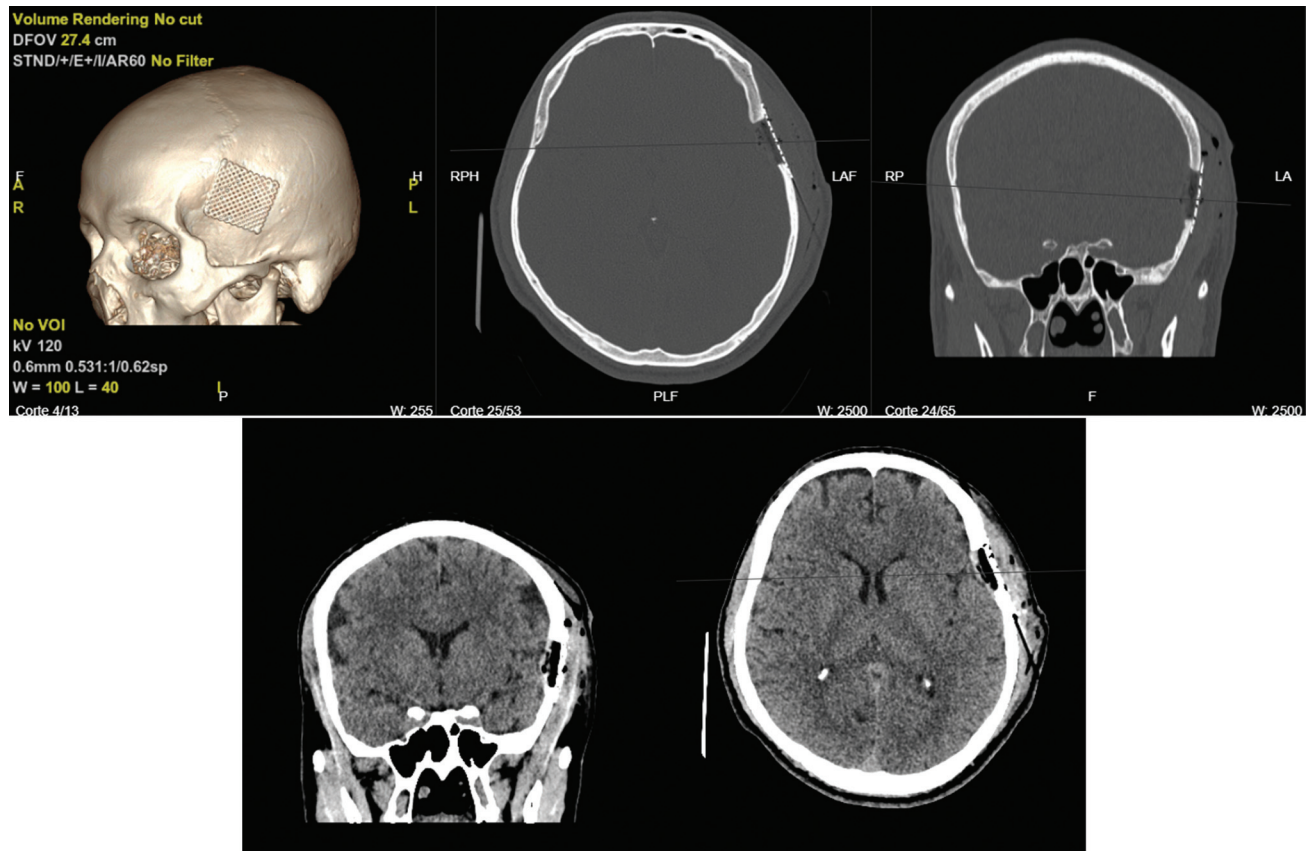 Volume Rendering No cut
DFOV 27.4 cm
STND/+/E+/I/AR60 No Filter
F
A
R
H
P
L
No VOI
kV 120
0.6mm 0.531:1/0.62sp
W = 100 L = 40
L
P
Corte 4/13
W: 255
RPH
LAF
PLF
Corte 25/53
W: 2500
RP
LA
F
Corte 24/65
W: 2500